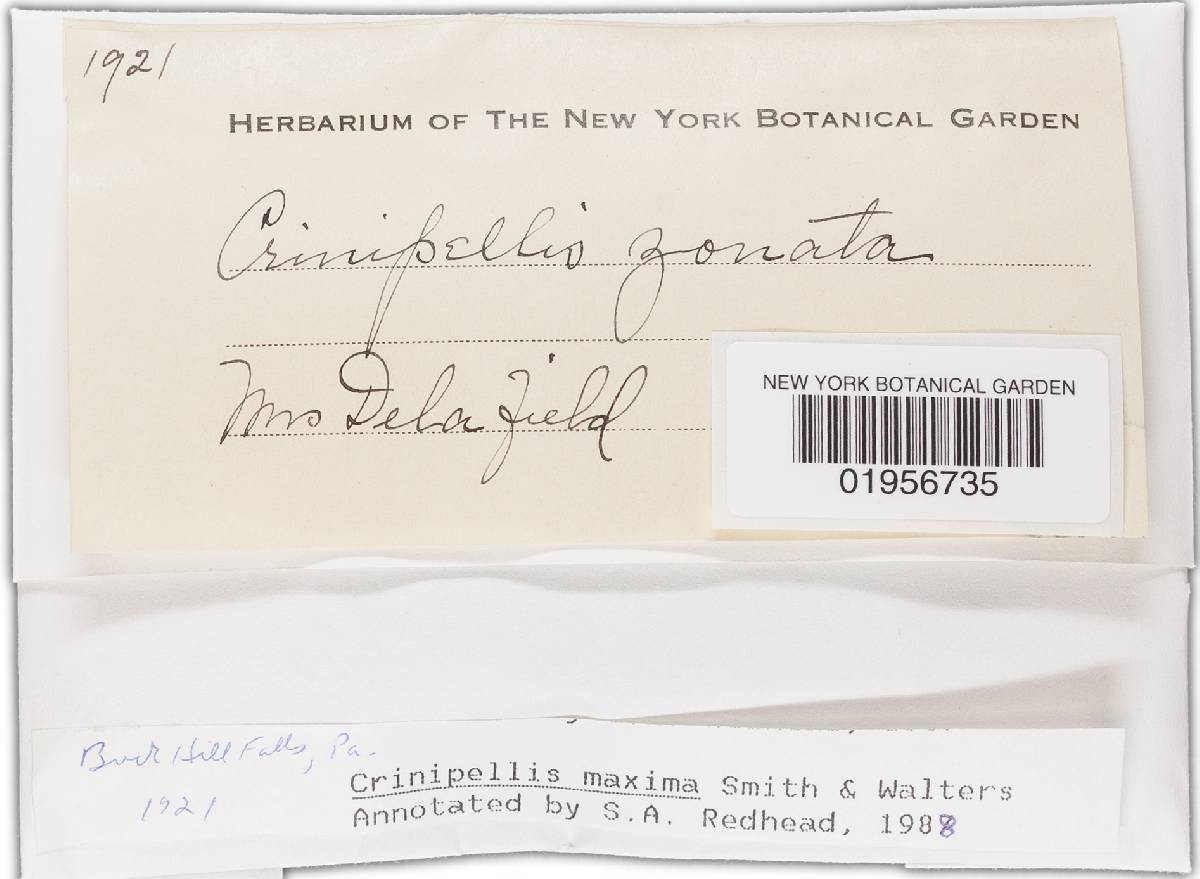 1921
HERBARIUM OF THE NEW YORK BOTANICAL GARDEN
Crinipellis zonata
Mrs Delafield
NEW YORK BOTANICAL GARDEN
01956735
Buck Hill Falls, Pa.
1921
Crinipellis maxima Smith & Walters
Annotated by S.A. Redhead, 1988